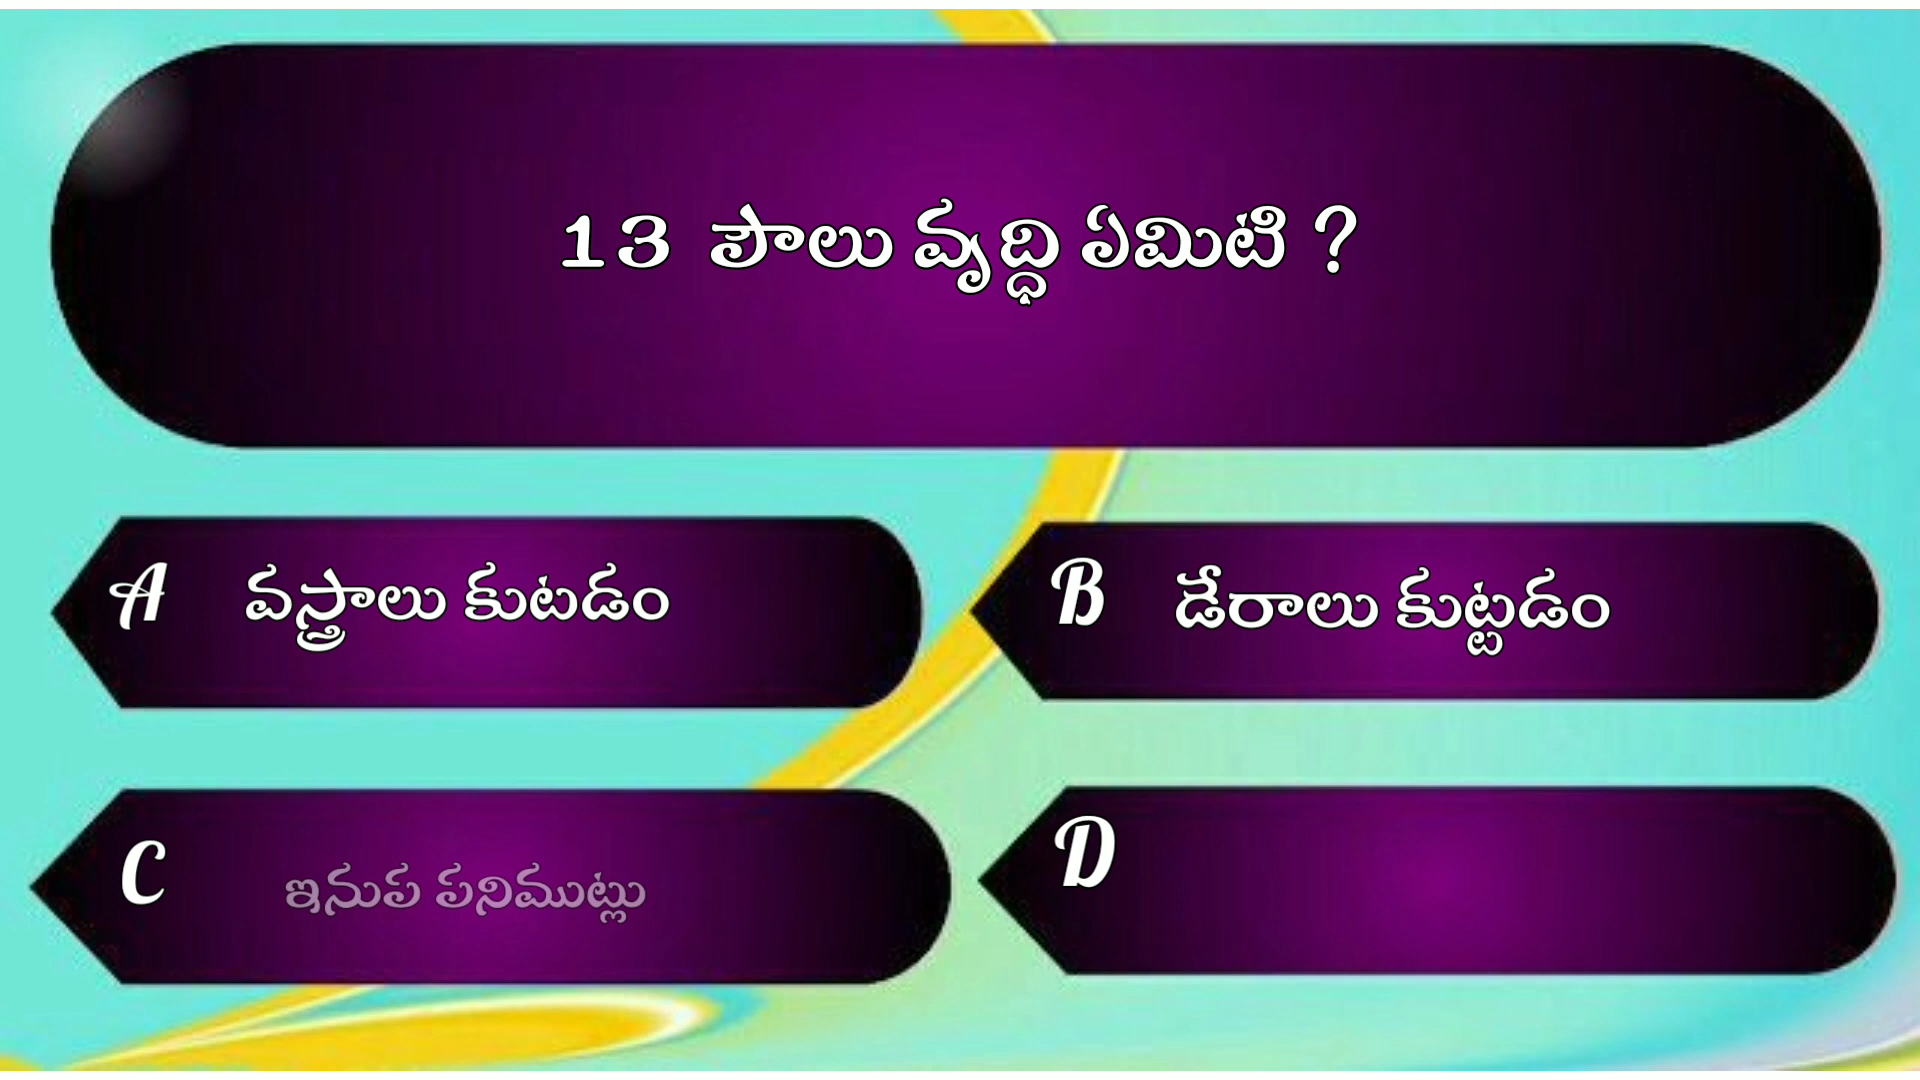 13 పౌలు వృద్ధి ఏమిటి ?
A వస్త్రాలు కుటడం
B డేరాలు కుట్టడం
C ఇనుప పనిముట్లు
D